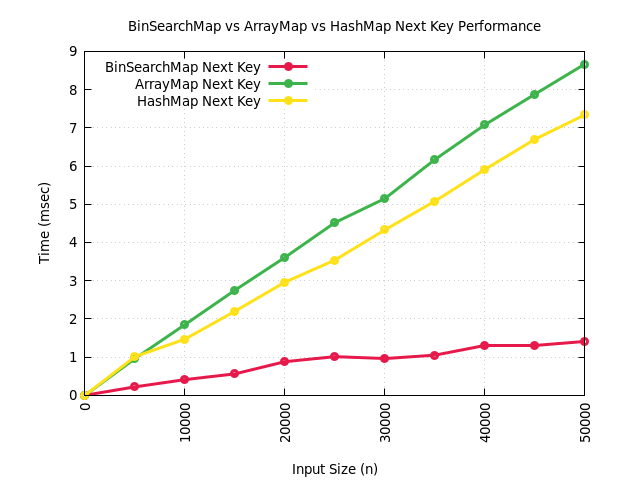 BinSearchMap vs ArrayMap vs HashMap Next Key Performance
BinSearchMap Next Key
ArrayMap Next Key
HashMap Next Key
Time (msec)
9
8
7
6
5
4
3
2
1
0
0
10000
20000
30000
40000
50000
Input Size (n)